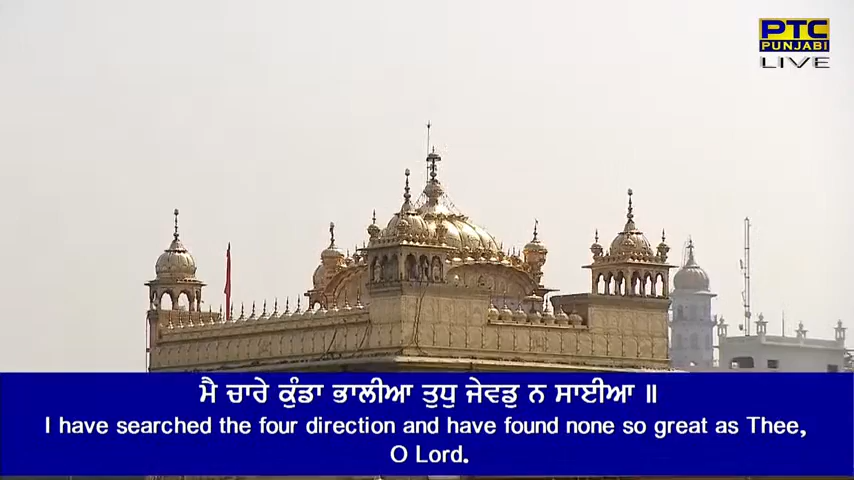 PTC
PUNJABI
LIVE
ਮੈ ਚਾਰੇ ਕੁੰਡਾ ਭਾਲੀਆ ਤੁਧੁ ਜੇਵਡੁ ਨ ਸਾਈਆ ॥
I have searched the four direction and have found none so great as Thee,
O Lord.